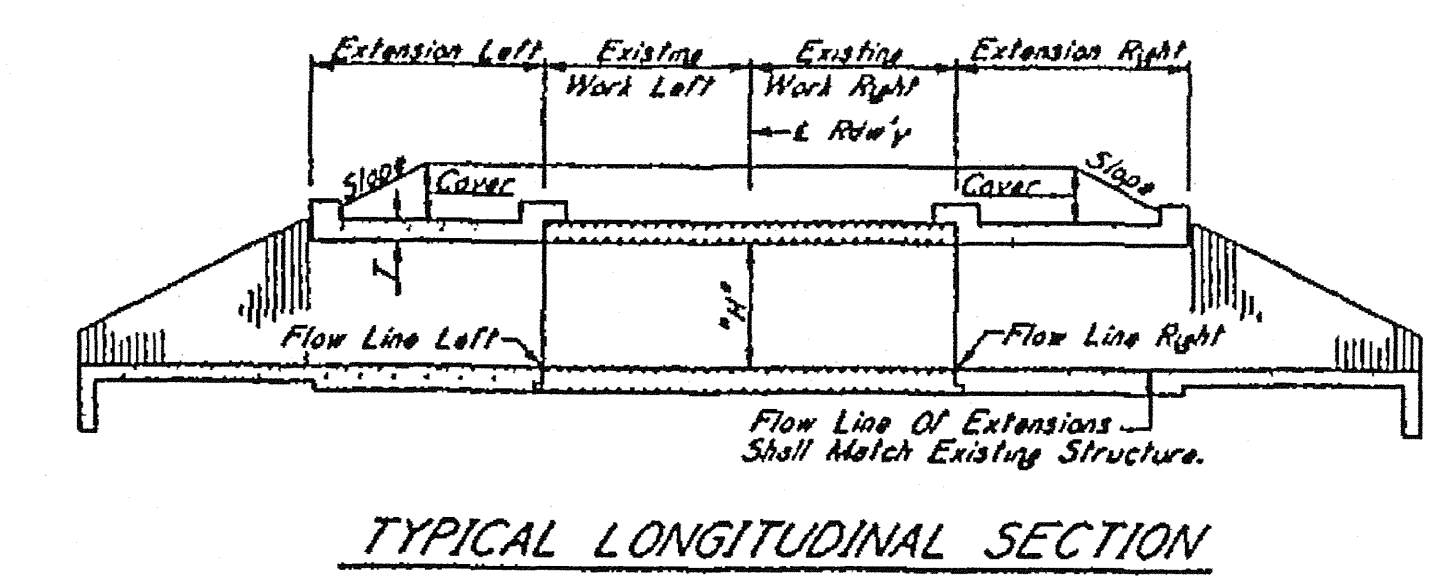 Extension Left
Existing
Work Left
Existing
Work Right
Extension Right
℄ Rdw'y
Slope
Cover
Cover
Slope
T
"H"
Flow Line Left
Flow Line Right
Flow Line Of Extensions
Shall Match Existing Structure.
TYPICAL LONGITUDINAL SECTION